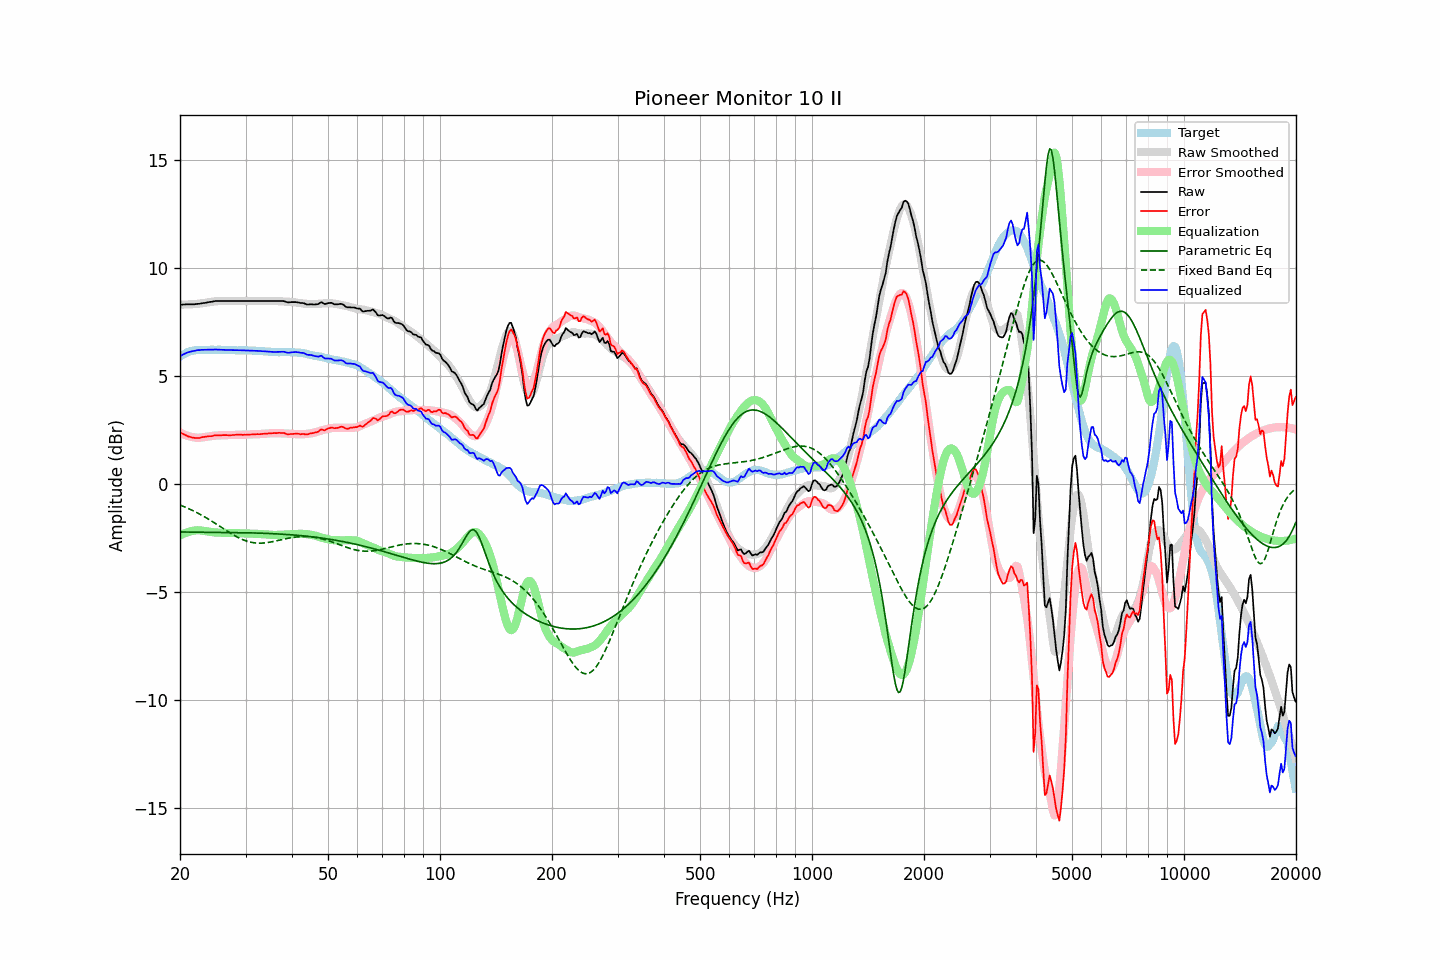 Pioneer Monitor 10 II
Target
Raw Smoothed
Error Smoothed
Raw
Error
Equalization
Parametric Eq
Fixed Band Eq
Equalized
Amplitude (dBr)
15
10
5
0
−5
−10
−15
20
50
100
200
500
1000
2000
5000
10000
20000
Frequency (Hz)